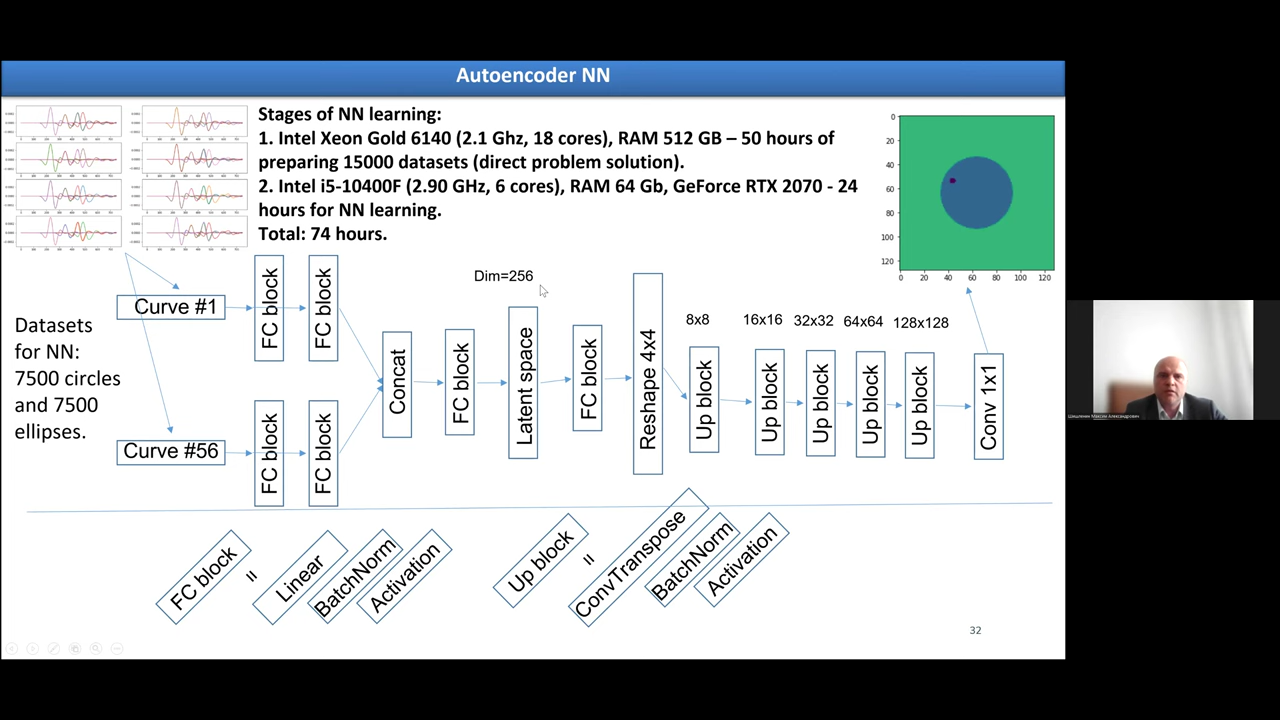 Autoencoder NN
Stages of NN learning:
1. Intel Xeon Gold 6140 (2.1 Ghz, 18 cores), RAM 512 GB – 50 hours of
preparing 15000 datasets (direct problem solution).
2. Intel i5-10400F (2.90 GHz, 6 cores), RAM 64 Gb, GeForce RTX 2070 - 24
hours for NN learning.
Total: 74 hours.
0
20
40
60
80
100
120
0 20 40 60 80 100 120
Datasets
for NN:
7500 circles
and 7500
ellipses.
Curve #1
Curve #56
FC block
FC block
FC block
FC block
Concat
FC block
Dim=256
Latent space
FC block
Reshape 4x4
8x8
16x16
32x32
64x64
128x128
Up block
Up block
Up block
Up block
Up block
Conv 1x1
FC block
=
Linear
BatchNorm
Activation
Up block
=
ConvTranspose
BatchNorm
Activation
32
Шишленин Максим Александрович